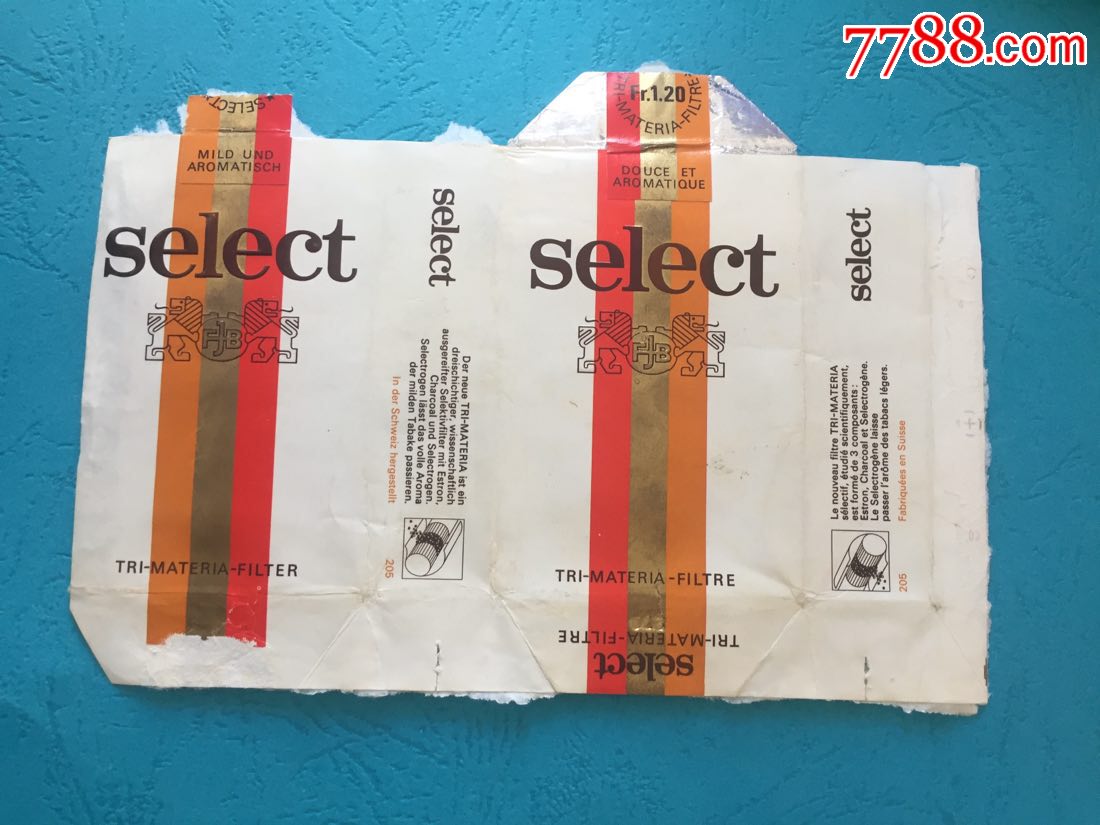 7788.com
SELECT
MILD UND
AROMATISCH
select
FJB
TRI-MATERIA-FILTER
select
Der neue TRI-MATERIA ist ein
dreischichtiger, wissenschaftlich
ausgereifter Selektivfilter mit Estron,
Charcoal und Selectrogen.
Selectrogen lässt das volle Aroma
der milden Tabake passieren.
In der Schweiz hergestellt
205
Fr.1.20
TRI-MATERIA-FILTRE
DOUCE ET
AROMATIQUE
select
FJB
TRI-MATERIA-FILTRE
TRI-MATERIA-FILTRE
select
select
Le nouveau filtre TRI-MATERIA
sélectif, étudié scientifiquement,
est formé de 3 composants:
Estron, Charcoal et Selectrogène.
Le Selectrogène laisse
passer l'arôme des tabacs légers.
Fabriquées en Suisse
205